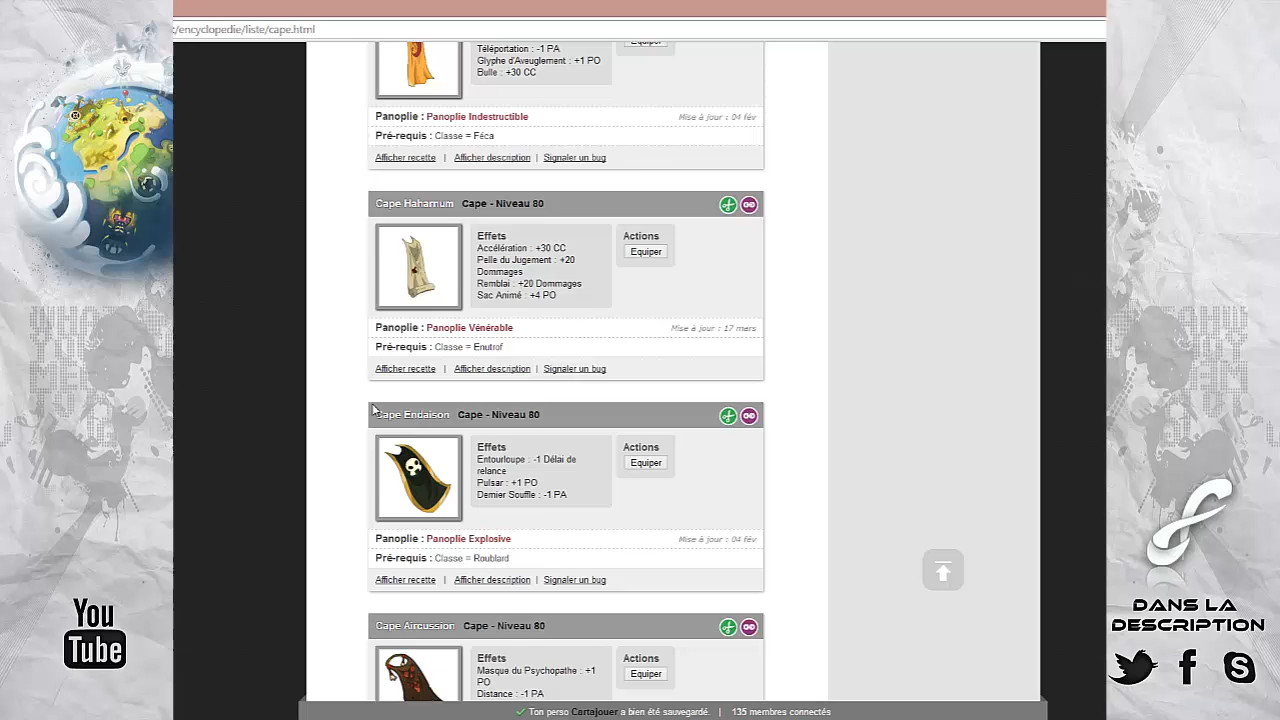 :/encyclopedie/liste/cape.html
Téléportation : -1 PA
Glyphe d'Aveuglement : +1 PO
Bulle : +30 CC
Equiper
Panoplie : Panoplie Indestructible
Mise à jour : 04 fév
Pré-requis : Classe = Féca
Afficher recette | Afficher description | Signaler un bug
Cape Haharnum Cape - Niveau 80
Effets
Accélération : +30 CC
Pelle du Jugement : +20
Dommages
Remblai : +20 Dommages
Sac Animé : +4 PO
Actions
Equiper
Panoplie : Panoplie Vénérable
Mise à jour : 17 mars
Pré-requis : Classe = Enutrof
Afficher recette | Afficher description | Signaler un bug
Cape Endaison Cape - Niveau 80
Effets
Entourloupe : -1 Délai de
relance
Pulsar : +1 PO
Dernier Souffle : -1 PA
Actions
Equiper
Panoplie : Panoplie Explosive
Mise à jour : 04 fév
Pré-requis : Classe = Roublard
Afficher recette | Afficher description | Signaler un bug
Cape Aircussion Cape - Niveau 80
Effets
Masque du Psychopathe : +1
PO
Distance : -1 PA
Actions
Equiper
Ton perso Cartajouer a bien été sauvegardé. | 135 membres connectés
You
Tube
DANS LA
DESCRIPTION